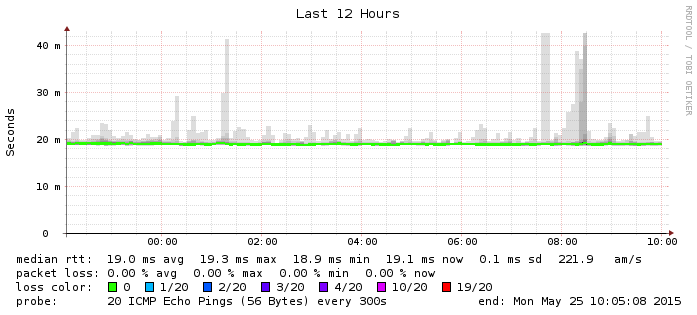 Last 12 Hours
RRDTOOL / TOBI OETIKER
Seconds
40 m
30 m
20 m
10 m
0
00:00 02:00 04:00 06:00 08:00 10:00
median rtt: 19.0 ms avg 19.3 ms max 18.9 ms min 19.1 ms now 0.1 ms sd 221.9 am/s
packet loss: 0.00 % avg 0.00 % max 0.00 % min 0.00 % now
loss color: 0 1/20 2/20 3/20 4/20 10/20 19/20
probe: 20 ICMP Echo Pings (56 Bytes) every 300s end: Mon May 25 10:05:08 2015